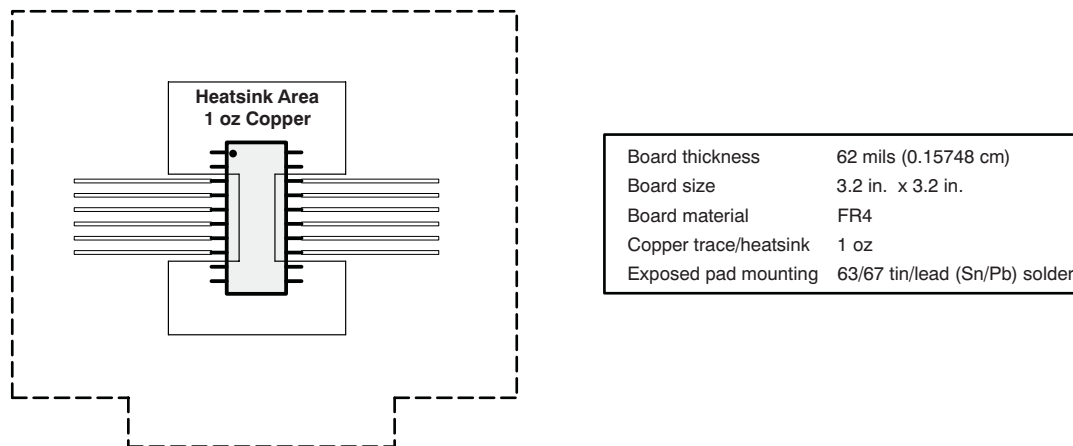 Heatsink Area
1 oz Copper
Board thickness 62 mils (0.15748 cm)
Board size 3.2 in. x 3.2 in.
Board material FR4
Copper trace/heatsink 1 oz
Exposed pad mounting 63/67 tin/lead (Sn/Pb) solder